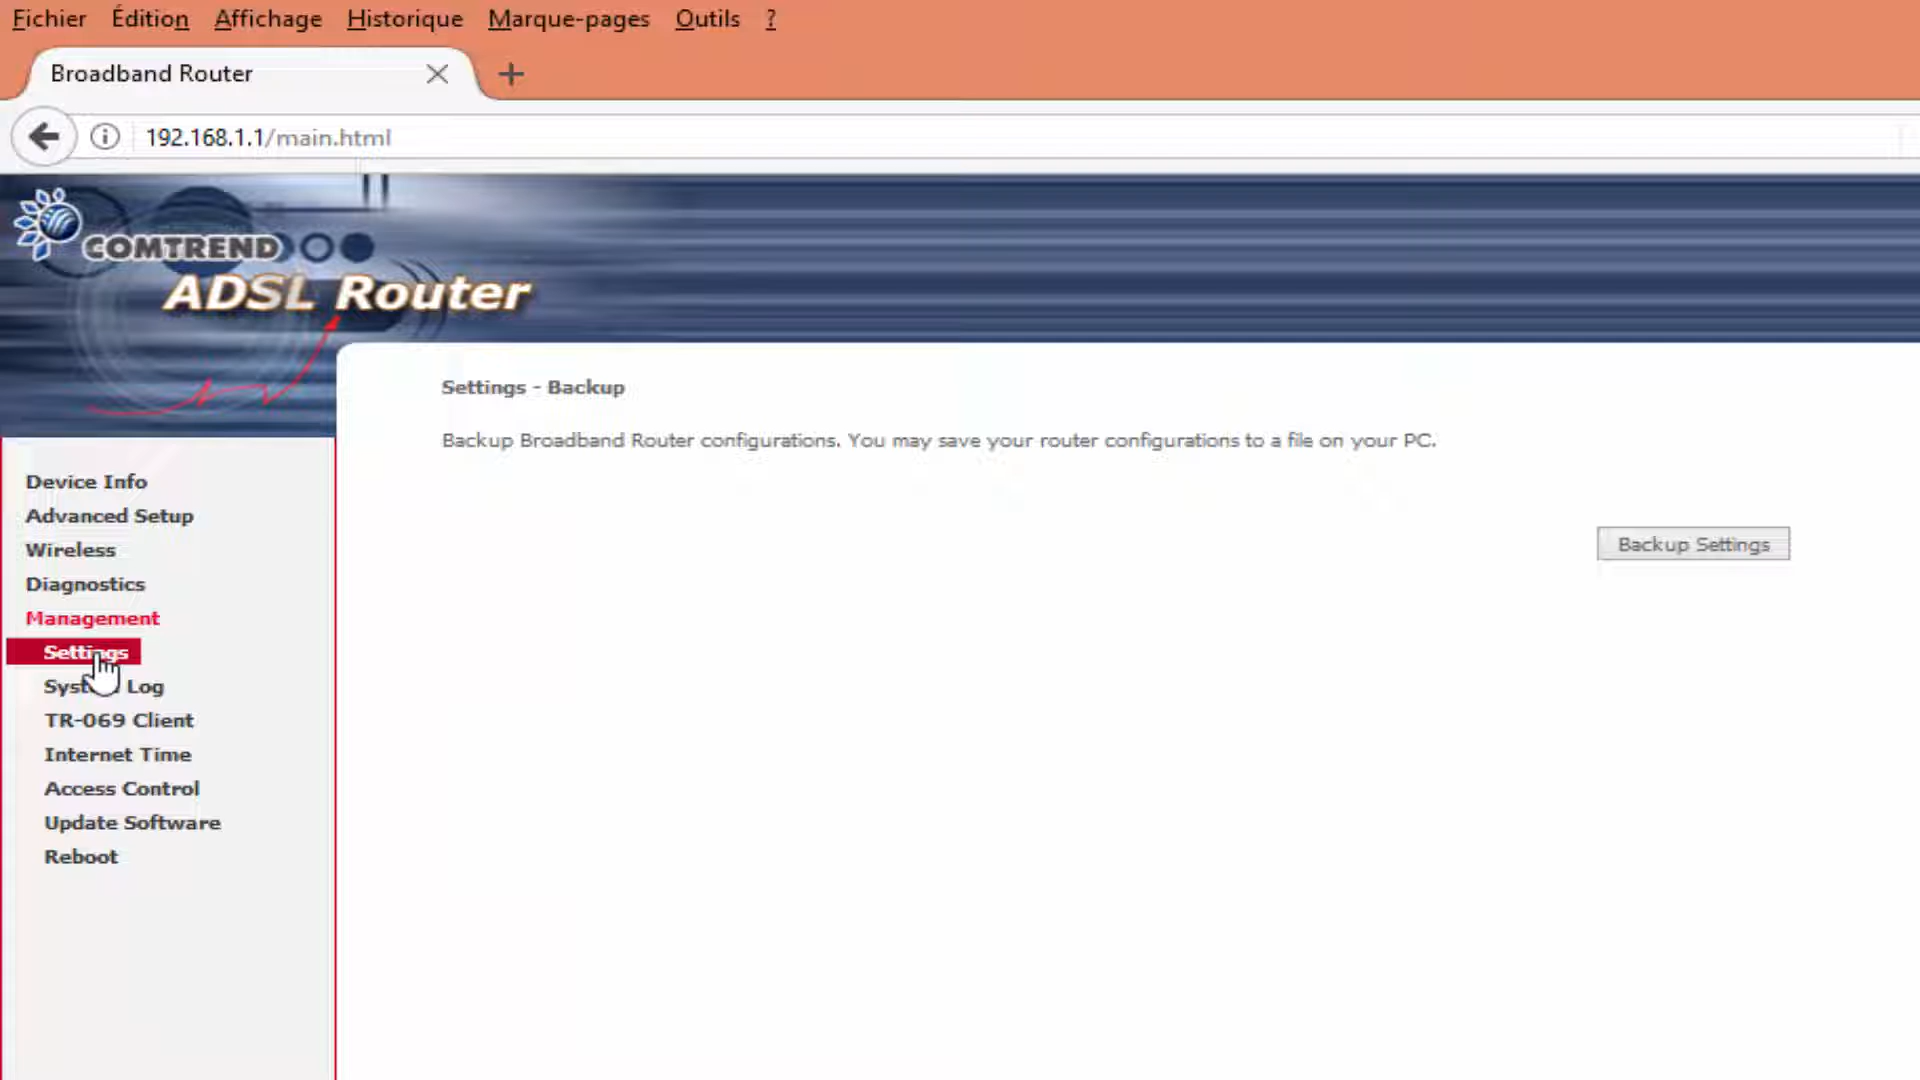 Fichier Édition Affichage Historique Marque-pages Outils ?
Broadband Router
192.168.1.1/main.html
COMTREND
ADSL Router
Settings - Backup
Backup Broadband Router configurations. You may save your router configurations to a file on your PC.
Backup Settings
Device Info
Advanced Setup
Wireless
Diagnostics
Management
Settings
Log
TR-069 Client
Internet Time
Access Control
Update Software
Reboot